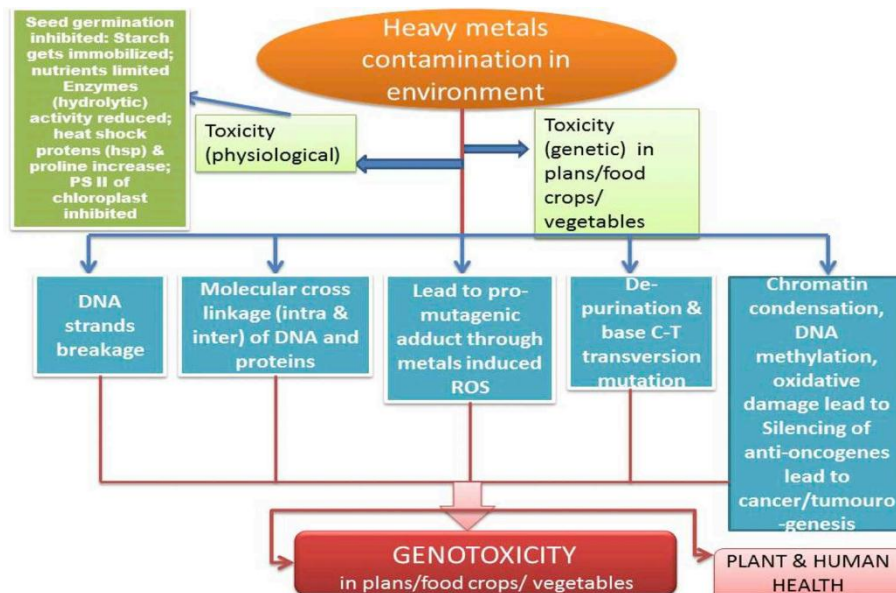 Seed germination
inhibited: Starch
gets immobilized;
nutrients limited
Enzymes
(hydrolytic)
activity reduced;
heat shock
protens (hsp) &
proline increase;
PS II of
chloroplast
inhibited
Heavy metals
contamination in
environment
Toxicity
(physiological)
Toxicity
(genetic) in
plans/food
crops/
vegetables
DNA
strands
breakage
Molecular cross
linkage (intra &
inter) of DNA and
proteins
Lead to pro-
mutagenic
adduct through
metals induced
ROS
De-
purination &
base C-T
transversion
mutation
Chromatin
condensation,
DNA
methylation,
oxidative
damage lead to
Silencing of
anti-oncogenes
lead to
cancer/tumouro
-genesis
GENOTOXICITY
in plans/food crops/ vegetables
PLANT & HUMAN
HEALTH